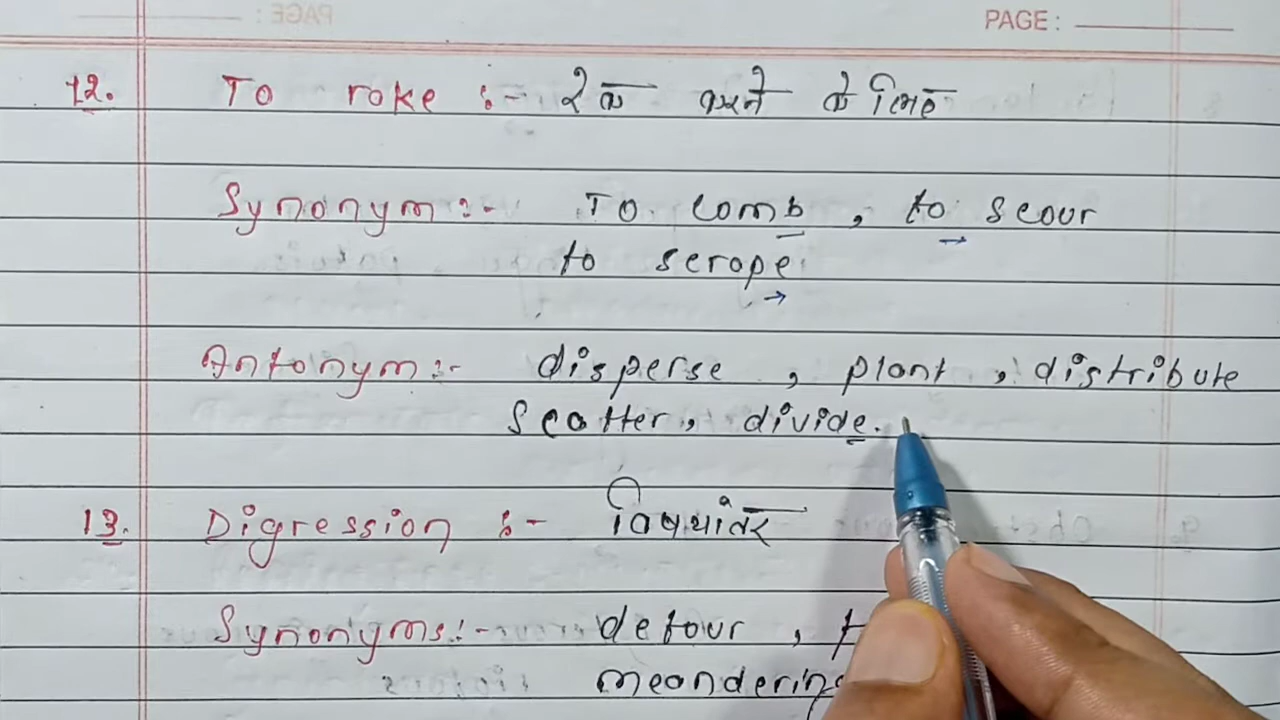 PAGE :
12. To rake :- रेक करने के लिए
Synonym :- To comb , to scour
to scrape
Antonym :- disperse , plant , distribute
Scatter , divide .
13. Digression :- विषयांतर
Synonyms :- detour ,
meandering